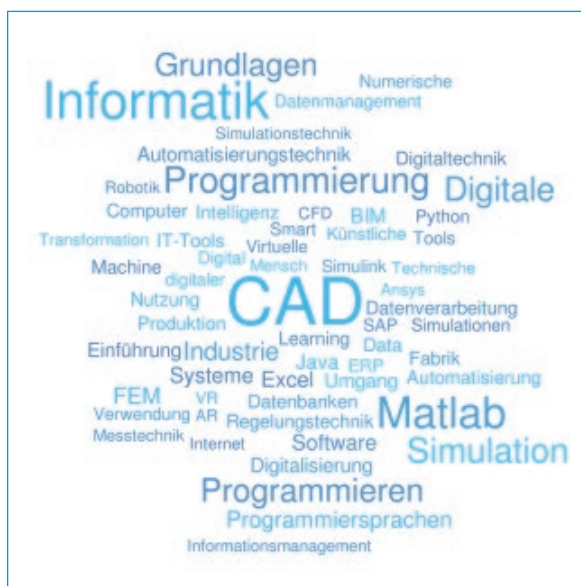 Grundlagen
Numerische
Informatik Datenmanagement
Simulationstechnik
Automatisierungstechnik Digitaltechnik
Robotik Programmierung Digitale
Computer Intelligenz CFD BIM Python
Smart Künstliche Tools
Transformation IT-Tools Virtuelle
Digital Mensch Simulink Technische
Machine
digitaler CAD Ansys
Nutzung Datenverarbeitung
Produktion SAP Simulationen
Learning Data
Einführung Industrie Java ERP Fabrik
Systeme Excel Umgang Automatisierung
FEM VR Datenbanken Matlab
Verwendung AR Regelungstechnik
Messtechnik Internet Software Simulation
Digitalisierung
Programmieren
Programmiersprachen
Informationsmanagement